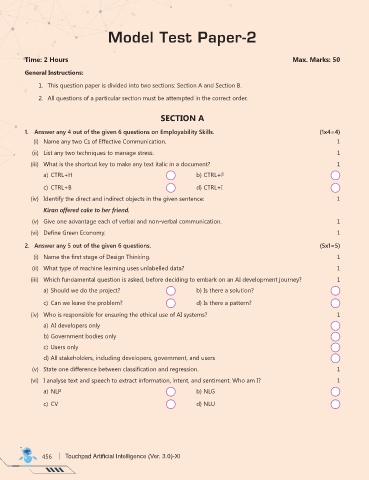 Model Test Paper-2
Time: 2 Hours Max. Marks: 50
General Instructions:
1. This question paper is divided into two sections: Section A and Section B.
2. All questions of a particular section must be attempted in the correct order.
SECTION A
1. Answer any 4 out of the given 6 questions on Employability Skills. (1x4=4)
(i) Name any two Cs of Effective Communication. 1
(ii) List any two techniques to manage stress. 1
(iii) What is the shortcut key to make any text italic in a document? 1
a) CTRL+H b) CTRL+F
c) CTRL+B d) CTRL+I
(iv) Identify the direct and indirect objects in the given sentence: 1
Kiran offered cake to her friend.
(v) Give one advantage each of verbal and non-verbal communication. 1
(vi) Define Green Economy. 1
2. Answer any 5 out of the given 6 questions. (5x1=5)
(i) Name the first stage of Design Thinking. 1
(ii) What type of machine learning uses unlabelled data? 1
(iii) Which fundamental question is asked, before deciding to embark on an AI development journey? 1
a) Should we do the project? b) Is there a solution?
c) Can we leave the problem? d) Is there a pattern?
(iv) Who is responsible for ensuring the ethical use of AI systems? 1
a) AI developers only
b) Government bodies only
c) Users only
d) All stakeholders, including developers, government, and users
(v) State one difference between classification and regression. 1
(vi) I analyse text and speech to extract information, intent, and sentiment. Who am I? 1
a) NLP b) NLG
c) CV d) NLU
456 Touchpad Artificial Intelligence (Ver. 3.0)-XI